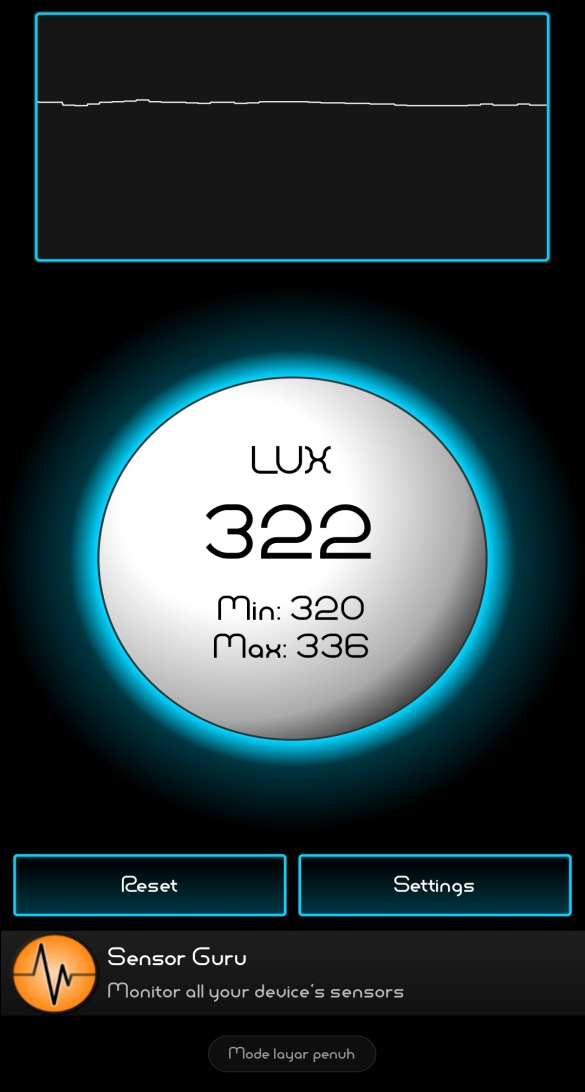 LUX
322
Min: 320
Max: 336
Reset
Settings
Sensor Guru
Monitor all your device's sensors
Mode layar penuh